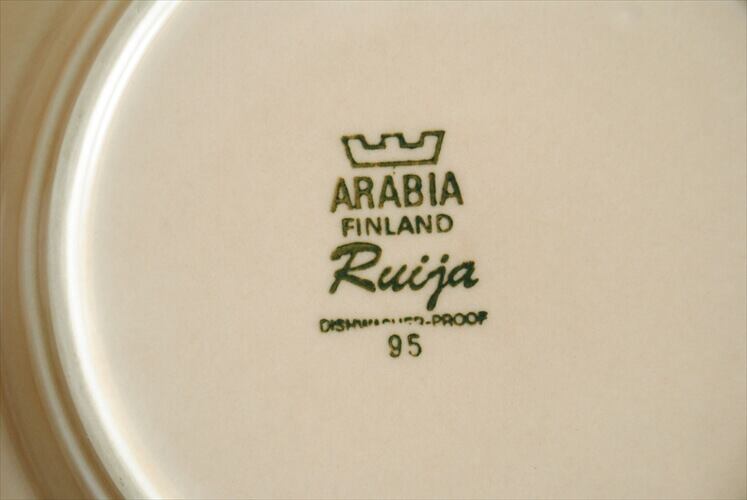 ARABIA
FINLAND
Ruija
DISHWASHER-PROOF
95